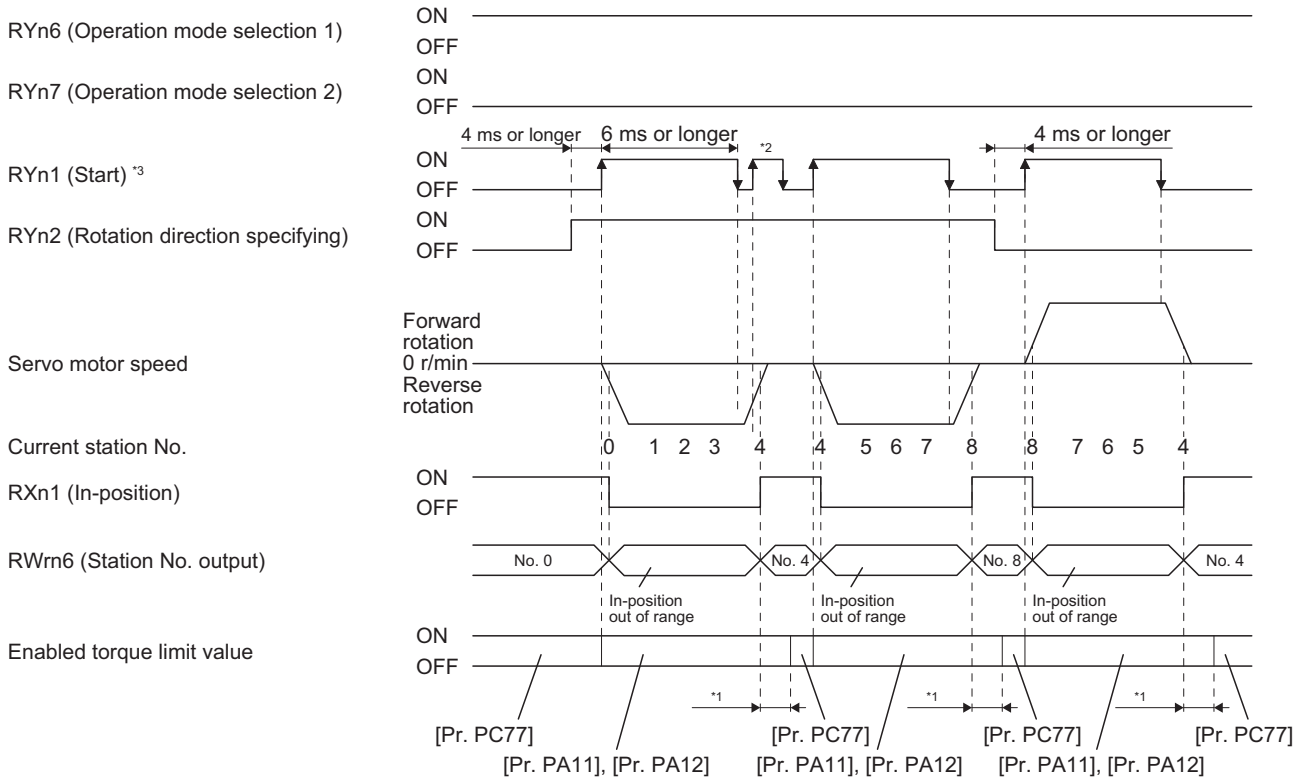 RYn6 (Operation mode selection 1)
ON
OFF
RYn7 (Operation mode selection 2)
ON
OFF
4 ms or longer
6 ms or longer
*2
4 ms or longer
RYn1 (Start) *3
ON
OFF
RYn2 (Rotation direction specifying)
ON
OFF
Servo motor speed
Forward
rotation
0 r/min
Reverse
rotation
Current station No.
0 1 2 3 4 4 5 6 7 8 8 7 6 5 4
RXn1 (In-position)
ON
OFF
RWrn6 (Station No. output)
No. 0
No. 4
No. 8
No. 4
In-position
out of range
In-position
out of range
In-position
out of range
Enabled torque limit value
ON
OFF
*1
*1
*1
[Pr. PC77]
[Pr. PC77]
[Pr. PC77]
[Pr. PC77]
[Pr. PA11], [Pr. PA12]
[Pr. PA11], [Pr. PA12]
[Pr. PA11], [Pr. PA12]